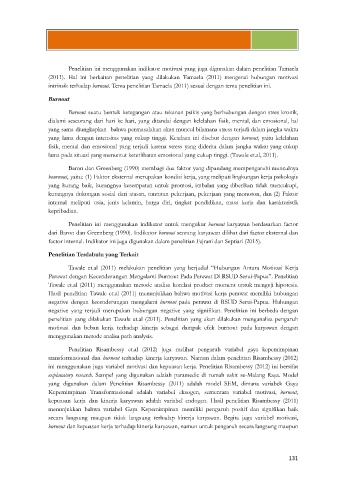 Penelitian ini menggunakan indikator motivasi yang juga digunakan dalam penelitian Tamaela
(2011). Hal ini berkaitan penelitian yang dilakukan Tamaela (2011) mengenai hubungan motivasi
intrinsik terhadap burnout. Tema penelitian Tamaela (2011) sesuai dengan tema penelitian ini.
Burnout
Burnout suatu bentuk ketegangan atau tekanan psikis yang berhubungan dengan stres kronik,
dialami seseorang dari hari ke hari, yang ditandai dengan kelelahan fisik, mental, dan emosional, hal
yang sama diungkapkan bahwa permasalahan akan muncul bilamana stress terjadi dalam jangka waktu
yang lama dengan intensitas yang cukup tinggi. Keadaan ini disebut dengan burnout, yaitu kelelahan
fisik, mental dan emosional yang terjadi karena stress yang diderita dalam jangka waktu yang cukup
lama pada situasi yang menuntut keterlibatan emosional yang cukup tinggi. (Tawale et.al, 2011).
Baron dan Greenberg (1990) membagi dua faktor yang dipandang mempengaruhi munculnya
bournout, yaitu: (1) Faktor eksternal merupakan kondisi kerja, yang meliputi lingkungan kerja psikologis
yang kurang baik, kurangnya kesempatan untuk promosi, imbalan yang diberikan tidak mencukupi,
kurangnya dukungan sosial dari atasan, tuntutan pekerjaan, pekerjaan yang monoton, dan (2) Faktor
internal meliputi usia, jenis kelamin, harga diri, tingkat pendidikan, masa kerja dan karakteristik
kepribadian.
Penelitian ini menggunakan indikator untuk mengukur burnout karyawan berdasarkan factor
dari Baron dan Greenberg (1990). Indikator burnout seorang karyawan dilihat dari factor eksternal dan
factor internal. Indikator ini juga digunakan dalam penelitian Fajriani dan Septiari (2015).
Penelitian Terdahulu yang Terkait
Tawale et.al (2011) melakukan penelitian yang berjudul "Hubungan Antara Motivasi Kerja
Perawat dengan Kecenderungan Mengalami Burntout Pada Perawat Di RSUD Serui-Papua". Penelitian
Tawale et.al (2011) menggunakan metode analisa korelasi product moment untuk menguji hipotesis.
Hasil penelitian Tawale et.al (2011) menunjukkan bahwa motivasi kerja perawat memiliki hubungan
negative dengan kecenderungan mengalami burnout pada perawat di RSUD Serui-Papua. Hubungan
negative yang terjadi merupakan hubungan negative yang signifikan. Penelitian ini berbeda dengan
penelitian yang dilakukan Tawale et.al (2011). Penelitian yang akan dilakukan menganalisa pengaruh
motivasi dan beban kerja terhadap kinerja sebagai dampak efek burntout pada karyawan dengan
menggunakan metode analisa path analysis.
Penelitian Risambessy et.al (2012) juga melihat pengaruh variabel gaya kepemimpinan
transformasional dan burnout terhadap kinerja karyawan. Namun dalam penelitian Risambessy (2012)
ini menggunakan juga variabel motivasi dan kepuasan kerja. Penelitian Risambessy (2012) ini bersifat
explanatory research. Sampel yang digunakan adalah paramedic di rumah sakit se-Malang Raya. Model
yang digunakan dalam Penelitian Risambessy (2011) adalah model SEM, dimana variabel Gaya
Kepemimpinan Transformasional adalah variabel eksogen, sementara variabel motivasi, burnout,
kepuasan kerja dan kinerja karyawan adalah variabel endogen. Hasil penelitian Risambessy (2011)
menunjukkan bahwa variabel Gaya Kepemimpinan memiliki pengaruh positif dan signifikan baik
secara langsung maupun tidak langsung terhadap kinerja karyawan. Begitu juga variabel motivasi,
burnout dan kepuasan kerja terhadap kinerja karyawan, namun untuk pengaruh secara langsung maupun
131